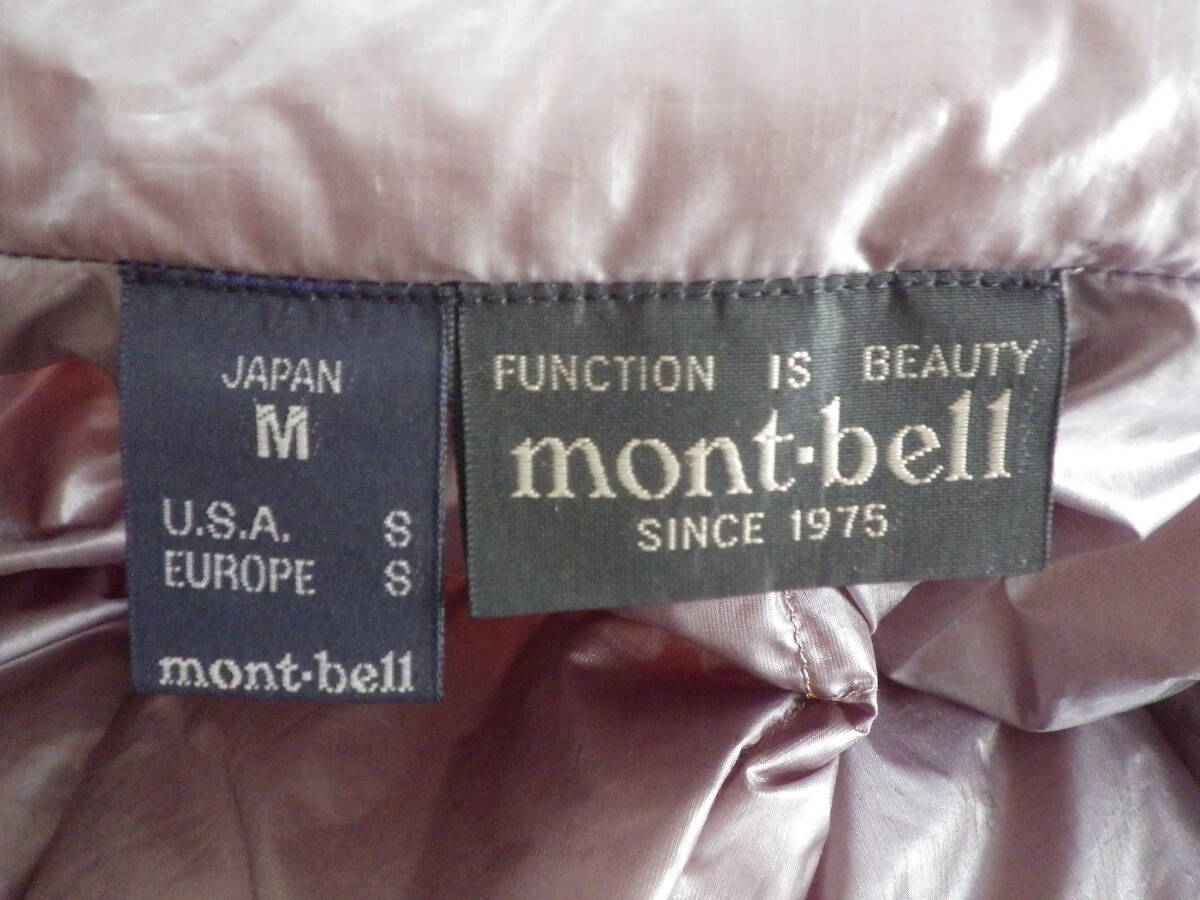 JAPAN
M
U.S.A. S
EUROPE S
mont·bell
FUNCTION IS BEAUTY
mont·bell
SINCE 1975